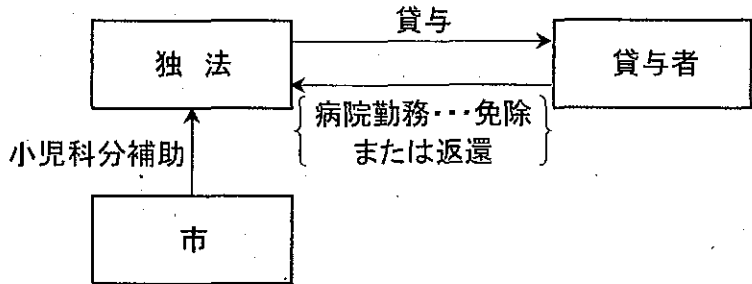 貸与
独 法
貸与者
病院勤務･･･免除
または返還
小児科分補助
市